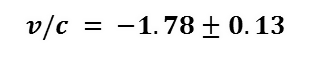 v/c = −1.78 ± 0.13